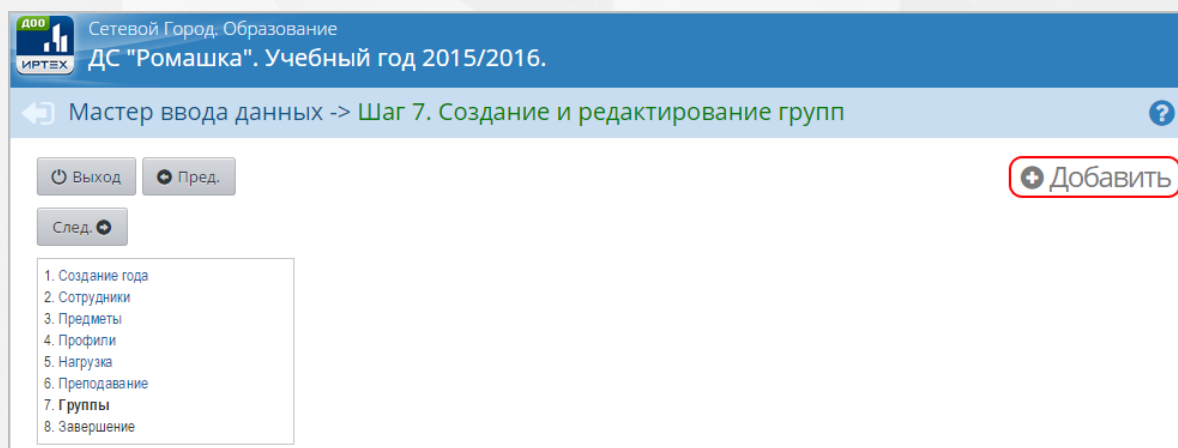 ДОО
ИРТЕХ
Сетевой Город. Образование
ДС "Ромашка". Учебный год 2015/2016.
Мастер ввода данных -> Шаг 7. Создание и редактирование групп
?
Выход
Пред.
Добавить
След.
1. Создание года
2. Сотрудники
3. Предметы
4. Профили
5. Нагрузка
6. Преподавание
7. Группы
8. Завершение